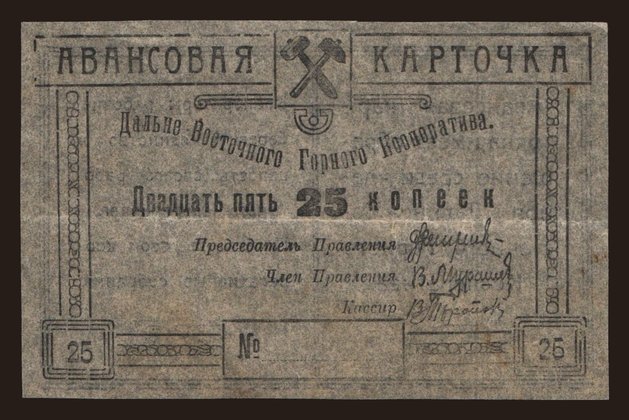 АВАНСОВАЯ КАРТОЧКА
Дальне Восточного Горного Кооператива.
Двадцать пять 25 копеек
Председатель Правления
Член Правления
Кассир
25 № 25